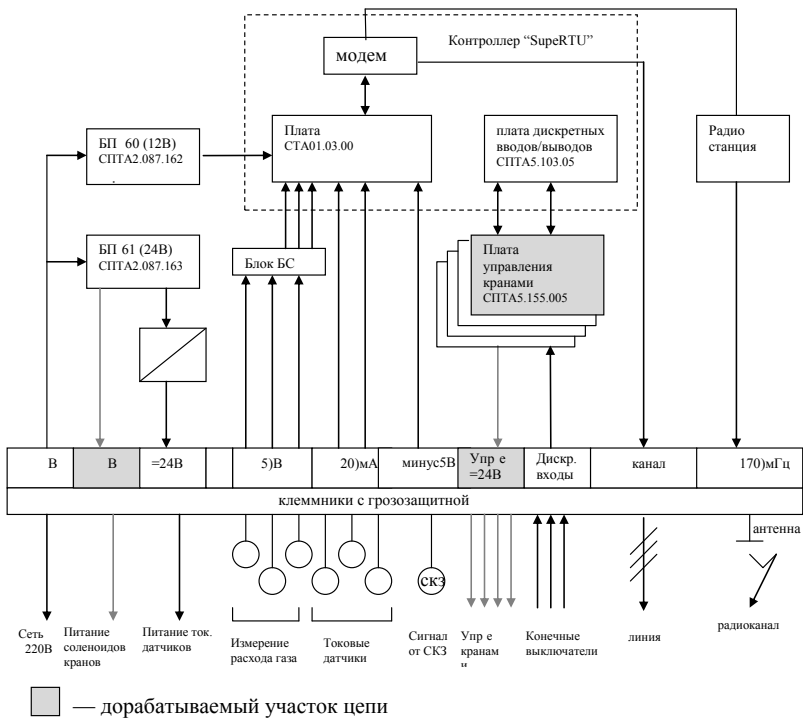 Контроллер “SupeRTU”
модем
БП 60 (12В)
СПТА2.087.162
.
Плата
СТА01.03.00
плата дискретных
вводов/выводов
СПТА5.103.05
Радио
станция
БП 61 (24В)
СПТА2.087.163
Блок БС
Плата
управления
кранами
СПТА5.155.005
В
В
=24В
5)В
20)мА
минус5В
Упр е
=24В
Дискр.
входы
канал
170)мГц
клеммники с грозозащитной
антенна
скз
Сеть
220В
Питание
соленоидов
кранов
Питание ток.
датчиков
Измерение
расхода газа
Токовые
датчики
Сигнал
от СКЗ
Упр е
кранам
и
Конечные
выключатели
линия
радиоканал
— дорабатываемый участок цепи